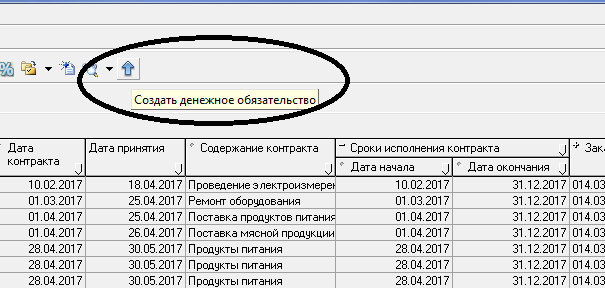 %
Создать денежное обязательство
Дата контракта Дата принятия Содержание контракта Сроки исполнения контракта
Дата начала Дата окончания
10.02.2017 18.04.2017 Проведение 10.02.2017 31.12.2017 014.03
01.03.2017 25.04.2017 Ремонт оборудования 01.03.2017 31.12.2017 014.03
01.04.2017 25.04.2017 Поставка продуктов питания 01.04.2017 31.12.2017 014.03
01.04.2017 26.04.2017 Поставка мясной продукции 01.04.2017 31.12.2017 014.03
28.04.2017 30.05.2017 Продукты питания 28.04.2017 31.12.2017 014.03
28.04.2017 30.05.2017 Продукты питания 28.04.2017 31.12.2017 014.03
28.04.2017 30.05.2017 Продукты питания 28.04.2017 31.12.2017 014.03